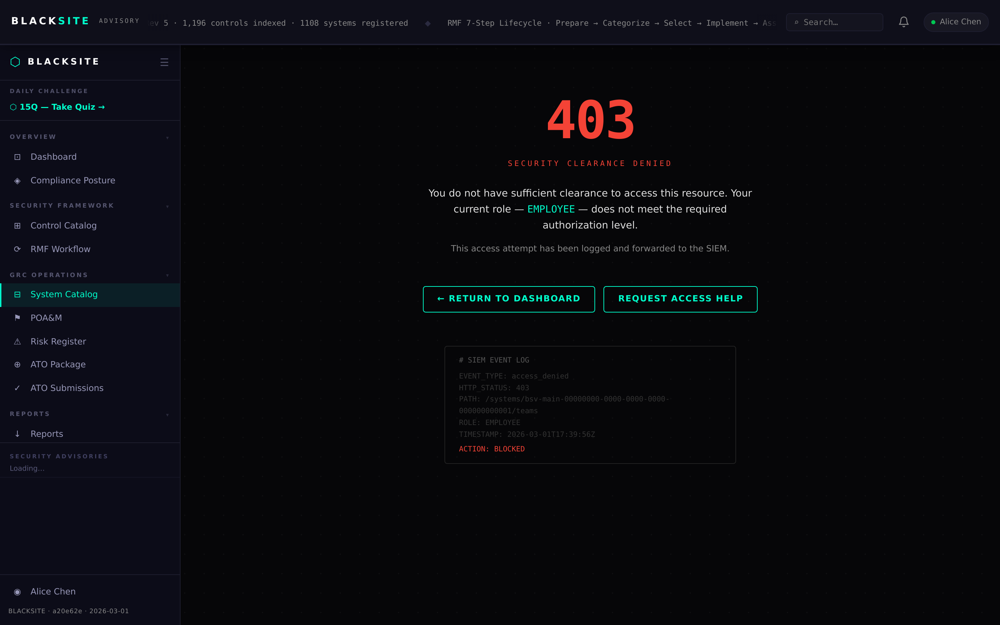 BLACKSITE ADVISORY
ev 5 · 1,196 controls indexed · 1108 systems registered ◆ RMF 7-Step Lifecycle · Prepare → Categorize → Select → Implement → Ass
Search…
Alice Chen
BLACKSITE
DAILY CHALLENGE
15Q — Take Quiz →
OVERVIEW
Dashboard
Compliance Posture
SECURITY FRAMEWORK
Control Catalog
RMF Workflow
GRC OPERATIONS
System Catalog
POA&M
Risk Register
ATO Package
ATO Submissions
REPORTS
Reports
SECURITY ADVISORIES
Loading…
Alice Chen
BLACKSITE · a20e62e · 2026-03-01
403
SECURITY CLEARANCE DENIED
You do not have sufficient clearance to access this resource. Your
current role — EMPLOYEE — does not meet the required
authorization level.
This access attempt has been logged and forwarded to the SIEM.
← RETURN TO DASHBOARD
REQUEST ACCESS HELP
# SIEM EVENT LOG
EVENT_TYPE: access_denied
HTTP_STATUS: 403
PATH: /systems/bsv-main-00000000-0000-0000-0000-
000000000001/teams
ROLE: EMPLOYEE
TIMESTAMP: 2026-03-01T17:39:56Z
ACTION: BLOCKED